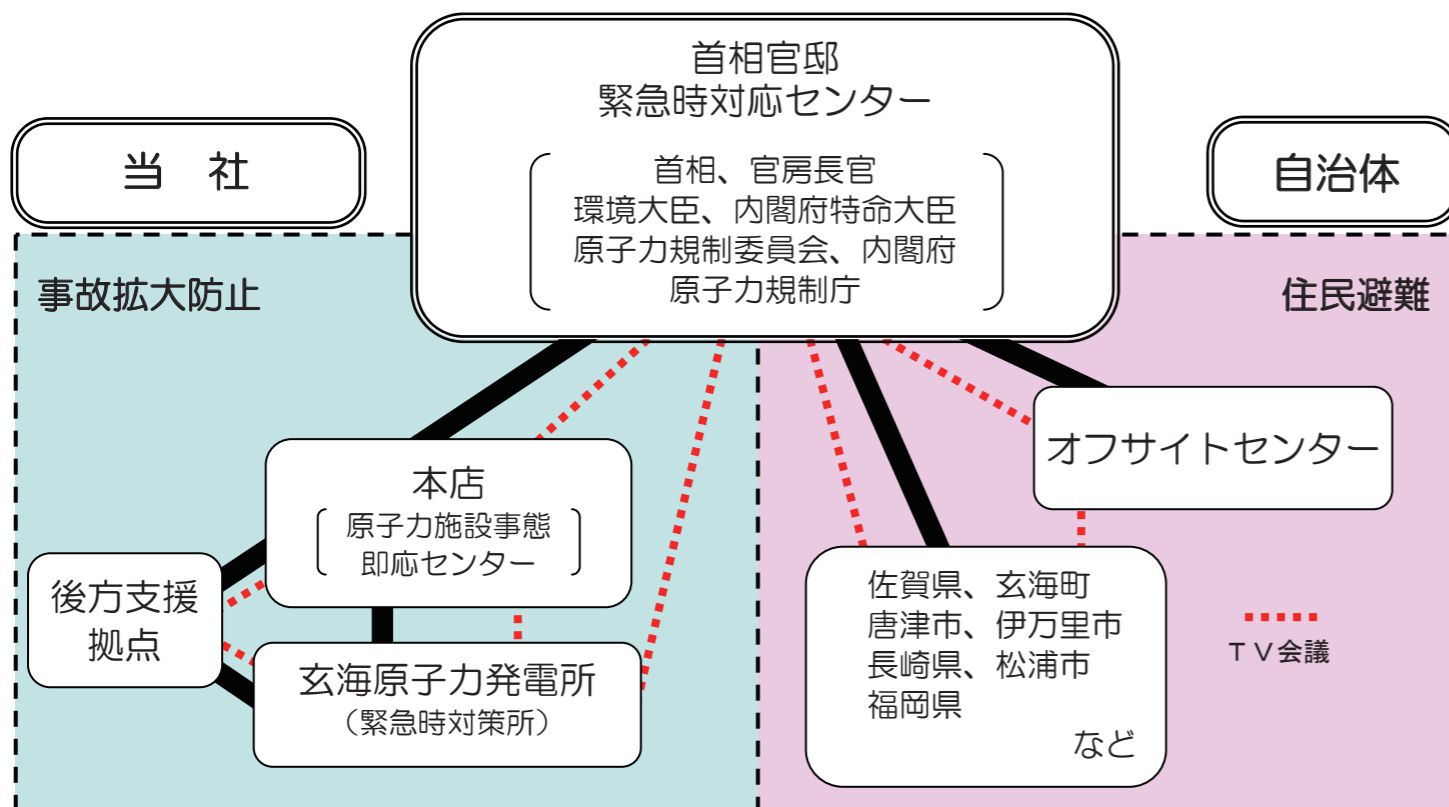 首相官邸
緊急時対応センター
首相、官房長官
環境大臣、内閣府特命大臣
原子力規制委員会、内閣府
原子力規制庁
当　社
自治体
事故拡大防止
住民避難
本店
原子力施設事態
即応センター
オフサイトセンター
後方支援
拠点
玄海原子力発電所
（緊急時対策所）
佐賀県、玄海町
唐津市、伊万里市
長崎県、松浦市
福岡県
など
ＴＶ会議